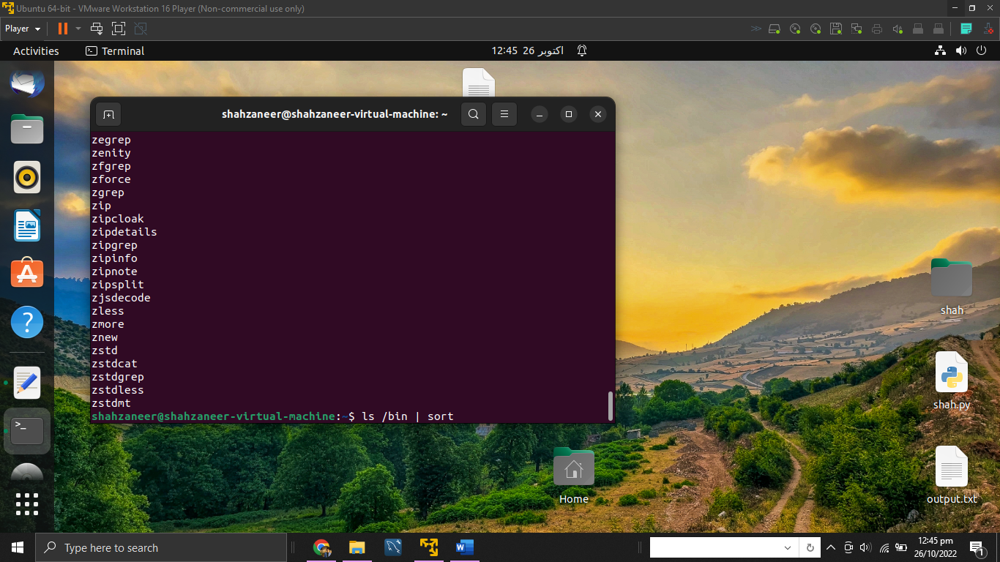 Ubuntu 64-bit - VMware Workstation 16 Player (Non-commercial use only)
Player
Activities
Terminal
26 اکتوبر 12:45
shahzaneer@shahzaneer-virtual-machine: ~
zegrep
zenity
zfgrep
zforce
zgrep
zip
zipcloak
zipdetails
zipgrep
zipinfo
zipnote
zipsplit
zjsdecode
zless
zmore
znew
zstd
zstdcat
zstdgrep
zstdless
zstdmt
shahzaneer@shahzaneer-virtual-machine:~$ ls /bin | sort
shah
shah.py
Home
output.txt
Type here to search
12:45 pm
26/10/2022
1